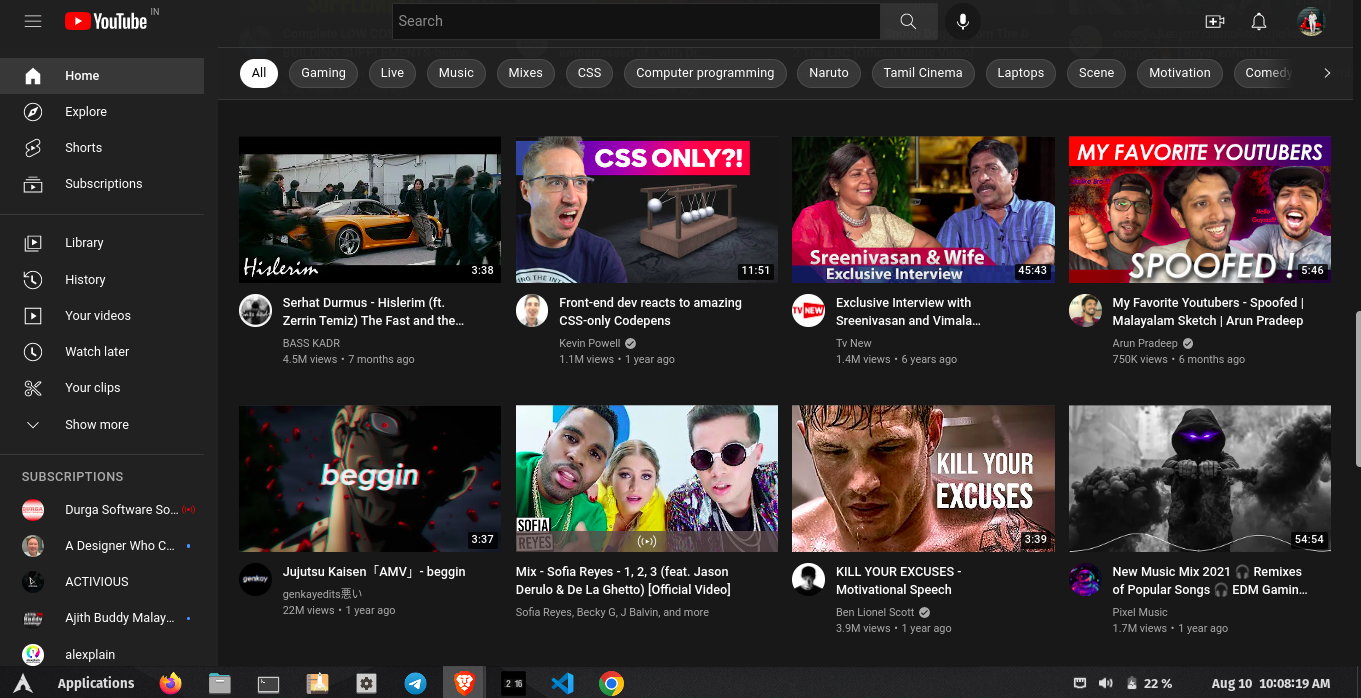 YouTube IN
Search
Home
Explore
Shorts
Subscriptions
Library
History
Your videos
Watch later
Your clips
Show more
SUBSCRIPTIONS
Durga Software So...
A Designer Who C...
ACTIVIOUS
Ajith Buddy Malay...
alexplain
All Gaming Live Music Mixes CSS Computer programming Naruto Tamil Cinema Laptops Scene Motivation Comedy
Hislerim
3:38
Serhat Durmus - Hislerim (ft.
Zerrin Temiz) The Fast and the...
BASS KADR
4.5M views • 7 months ago
CSS ONLY?!
11:51
Front-end dev reacts to amazing
CSS-only Codepens
Kevin Powell
1.1M views • 1 year ago
Sreenivasan & Wife
Exclusive Interview
45:43
TV NEW
Exclusive Interview with
Sreenivasan and Vimala...
Tv New
1.4M views • 6 years ago
MY FAVORITE YOUTUBERS
SPOOFED !
5:46
My Favorite Youtubers - Spoofed |
Malayalam Sketch | Arun Pradeep
Arun Pradeep
750K views • 6 months ago
beggin
3:37
genkay
Jujutsu Kaisen「AMV」- beggin
genkayedits悪い
22M views • 1 year ago
SOFIA
REYES
Mix - Sofia Reyes - 1, 2, 3 (feat. Jason
Derulo & De La Ghetto) [Official Video]
Sofia Reyes, Becky G, J Balvin, and more
KILL YOUR
EXCUSES
3:39
KILL YOUR EXCUSES -
Motivational Speech
Ben Lionel Scott
3.9M views • 1 year ago
54:54
New Music Mix 2021 🎧 Remixes
of Popular Songs 🎧 EDM Gamin...
Pixel Music
1.7M views • 1 year ago
Applications
2 16
22 %
Aug 10 10:08:19 AM